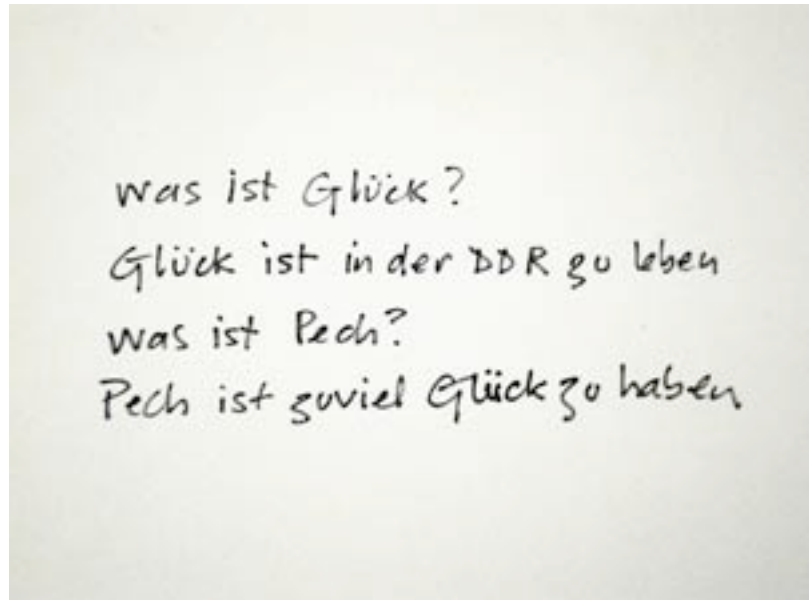 was ist Glück?
Glück ist in der DDR zu leben
was ist Pech?
Pech ist zuviel Glück zu haben